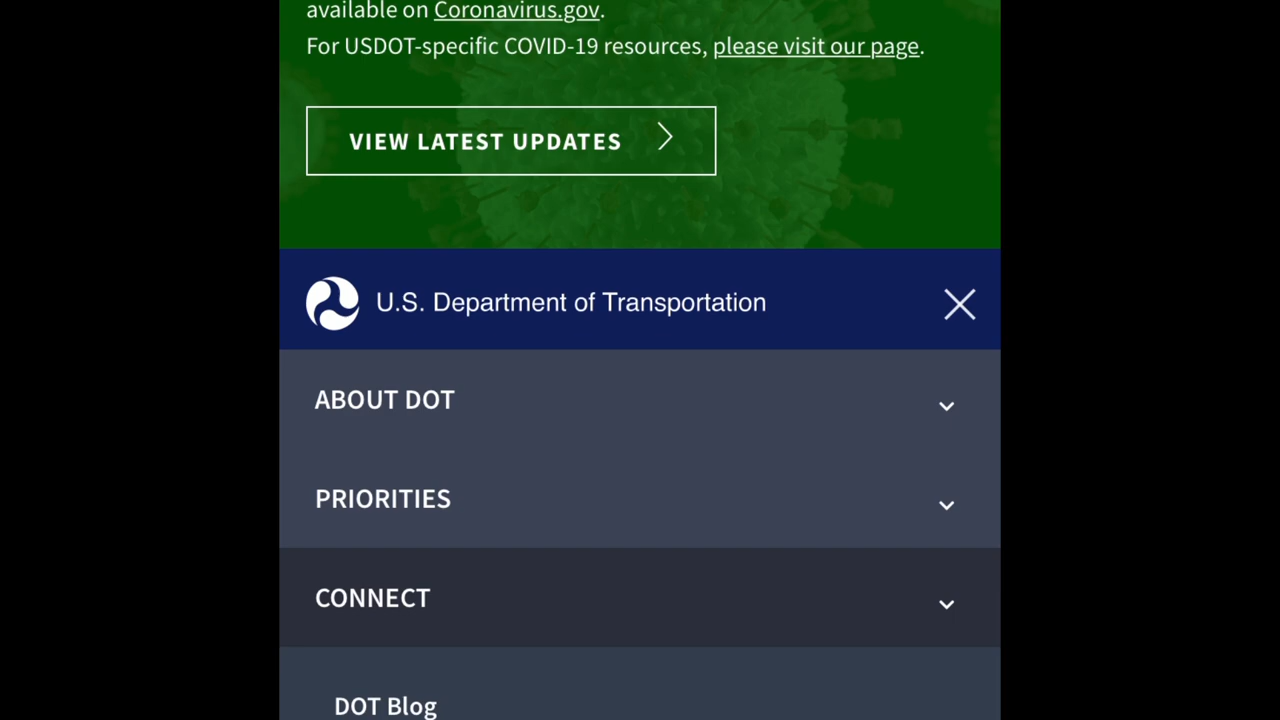 available on Coronavirus.gov.
For USDOT-specific COVID-19 resources, please visit our page.
VIEW LATEST UPDATES
U.S. Department of Transportation
ABOUT DOT
PRIORITIES
CONNECT
DOT Blog